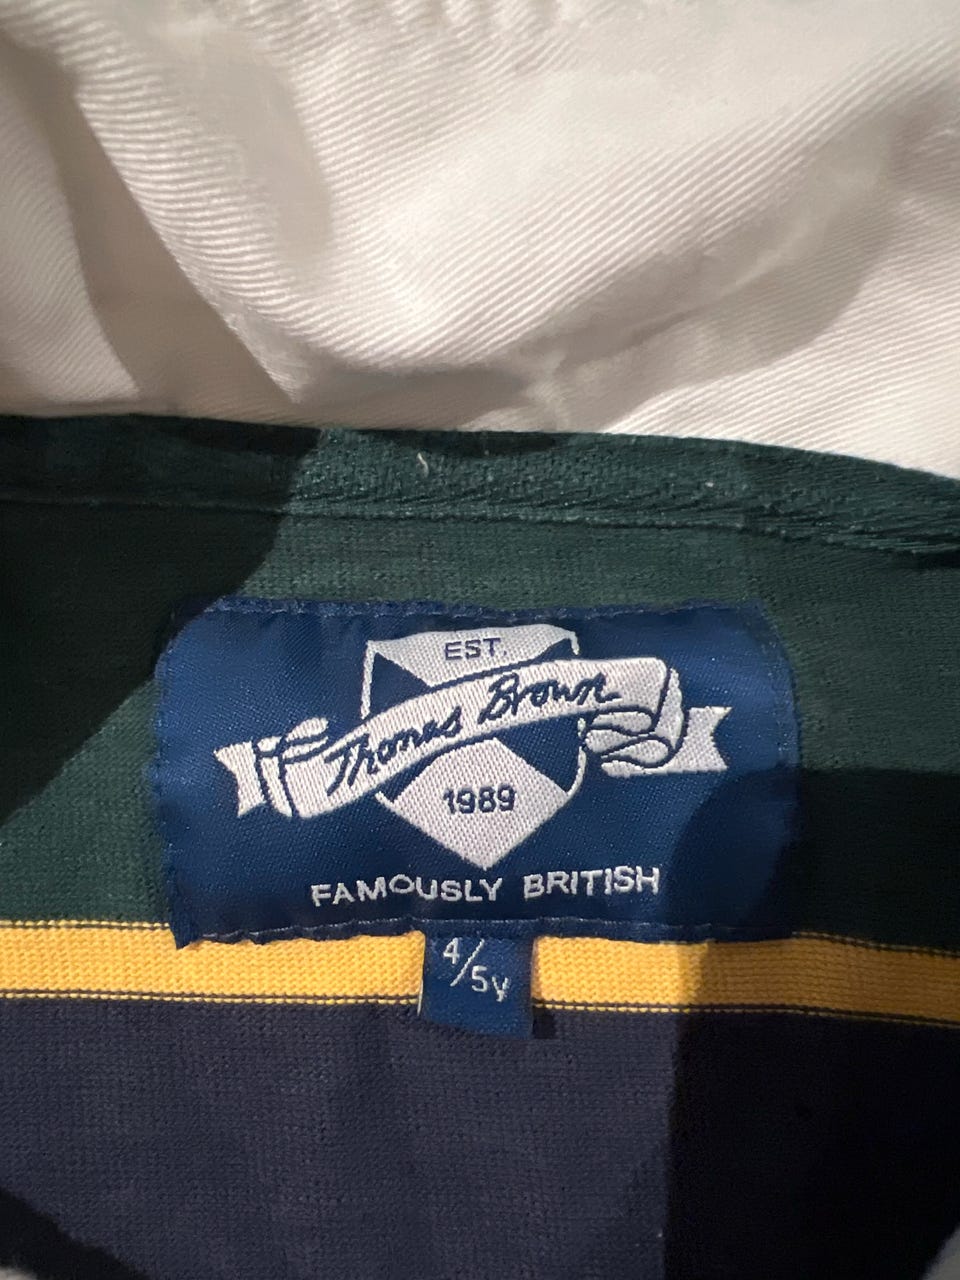 EST.
Thomas Brown
1989
FAMOUSLY BRITISH
4/5y